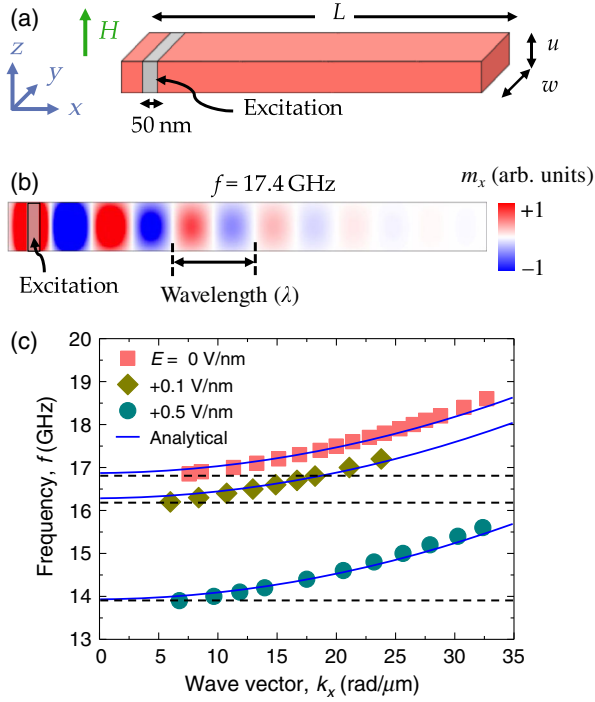 (a)
H
L
z
y
x
u
w
Excitation
50 nm
(b)
f = 17.4 GHz
mₓ (arb. units)
+1
−1
Excitation
Wavelength (λ)
(c)
E = 0 V/nm
+0.1 V/nm
+0.5 V/nm
Analytical
Frequency, f (GHz)
20
19
18
17
16
15
14
13
0 5 10 15 20 25 30 35
Wave vector, kₓ (rad/μm)